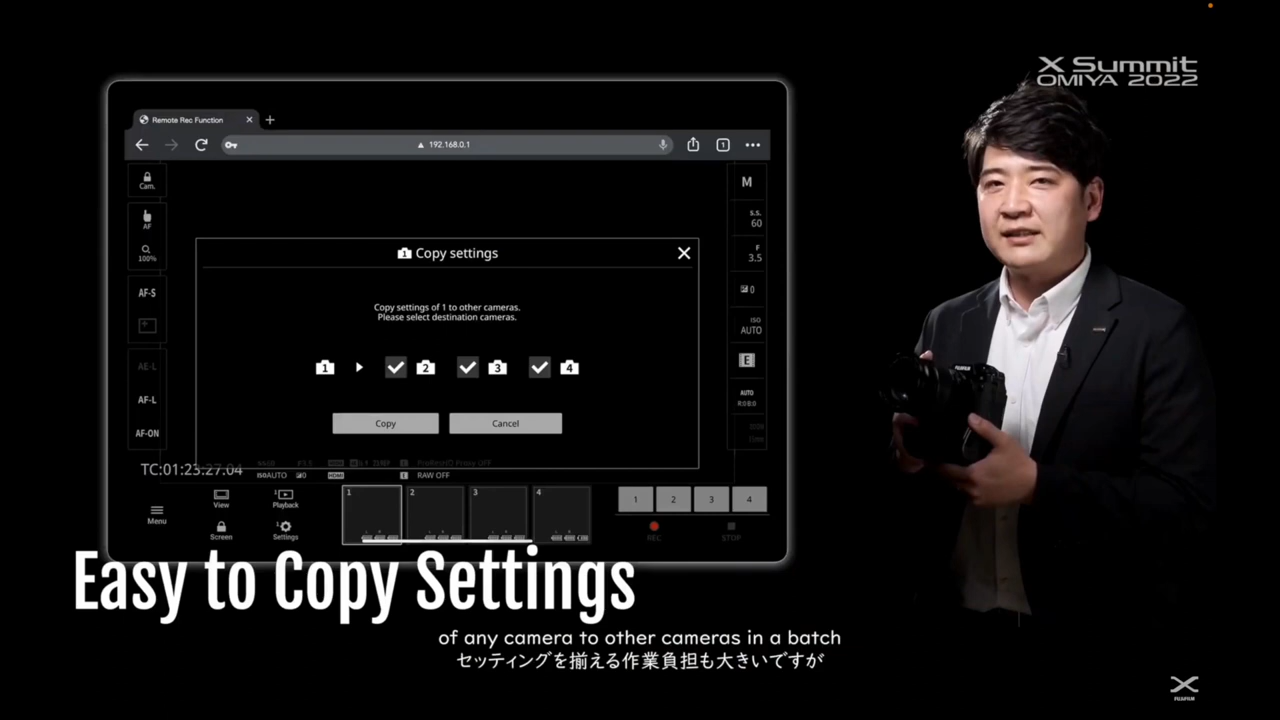 X Summit
OMIYA 2022
Remote Rec Function
192.168.0.1
1
Cam.
AF
100%
AF-S
AE-L
AF-L
AF-ON
M
S.S.
60
F
3.5
0
ISO
AUTO
E
AUTO
1 Copy settings
Copy settings of 1 to other cameras.
Please select destination cameras.
1 2 3 4
Copy Cancel
TC:01:23:27.04
ISOAUTO RAW OFF
Menu
View
Playback
Screen
Settings
1 2 3 4
1 2 3 4
REC STOP
Easy to Copy Settings
of any camera to other cameras in a batch
セッティングを揃える作業負担も大きいですが
FUJIFILM
FUJIFILM